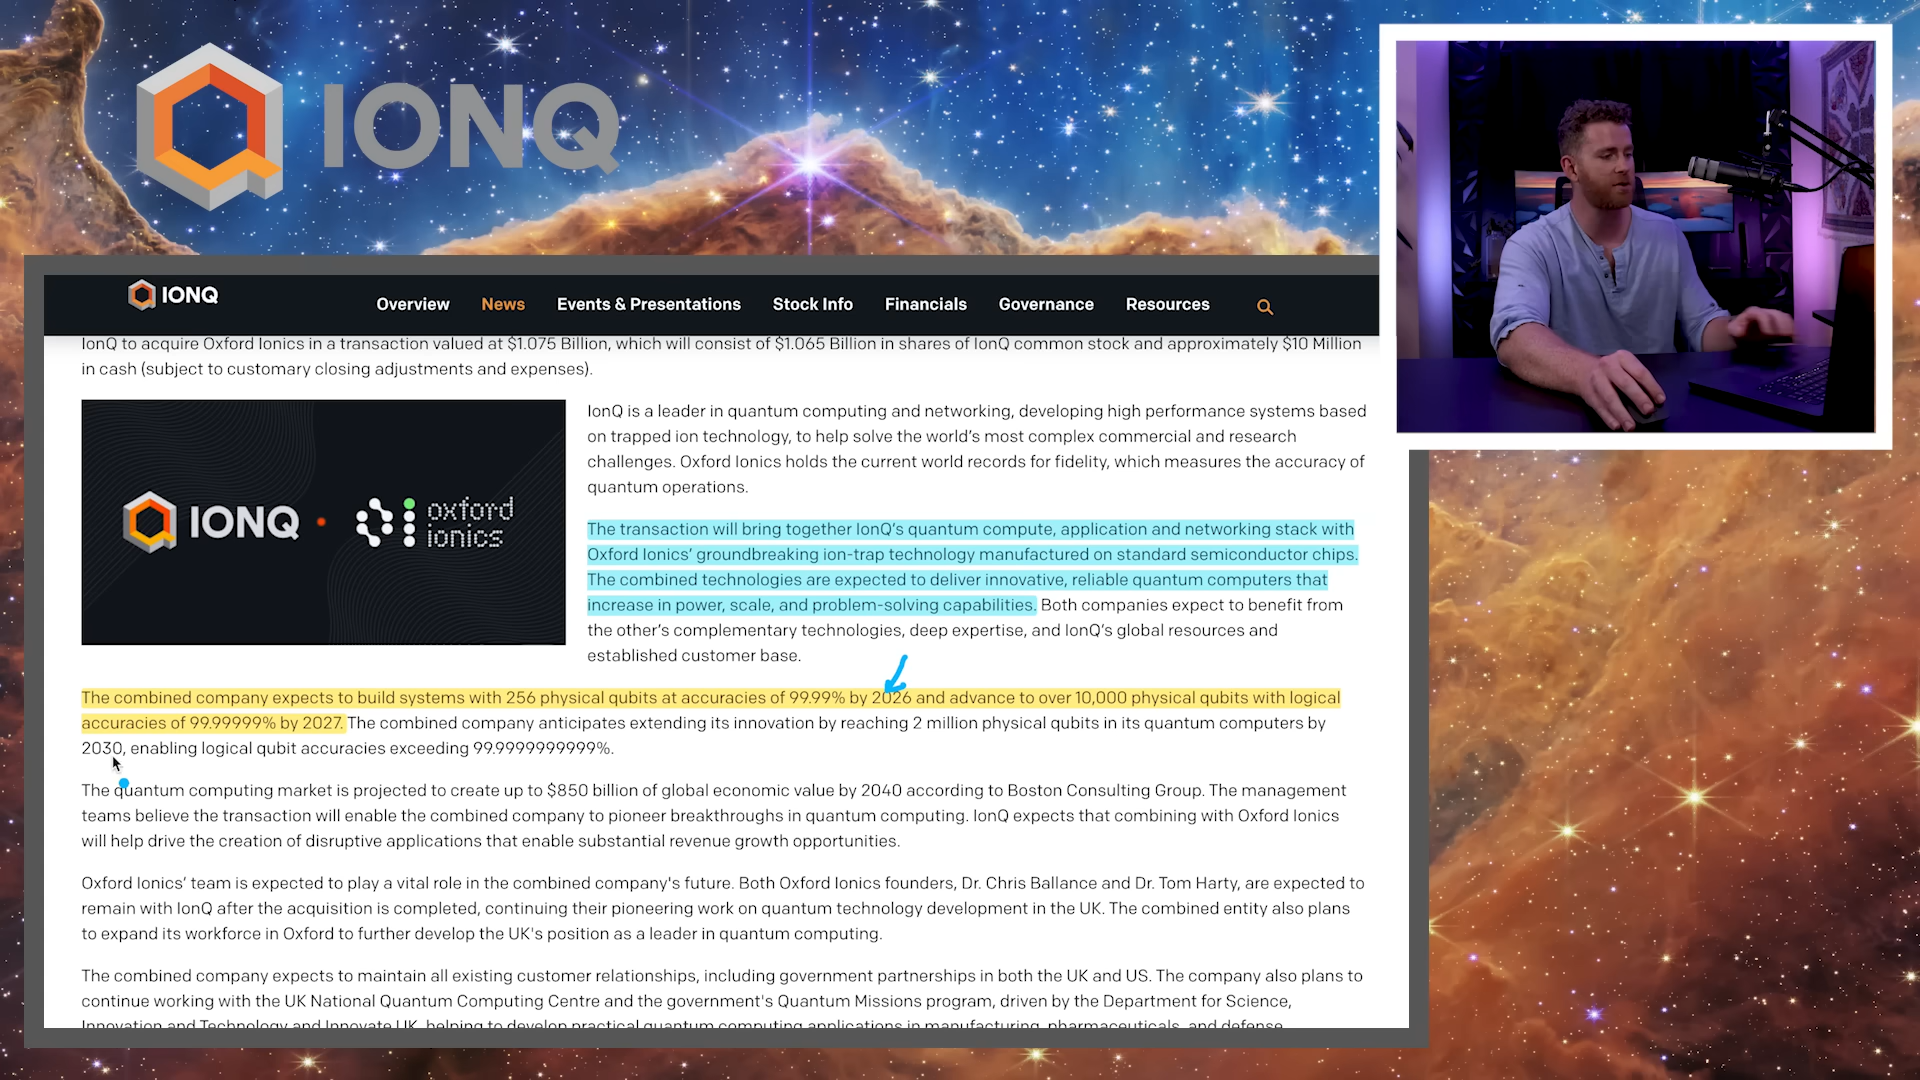 IONQ
IONQ
Overview News Events & Presentations Stock Info Financials Governance Resources
IonQ to acquire Oxford Ionics in a transaction valued at $1.075 Billion, which will consist of $1.065 Billion in shares of IonQ common stock and approximately $10 Million
in cash (subject to customary closing adjustments and expenses).
IONQ
oxford
ionics
IonQ is a leader in quantum computing and networking, developing high performance systems based
on trapped ion technology, to help solve the world's most complex commercial and research
challenges. Oxford Ionics holds the current world records for fidelity, which measures the accuracy of
quantum operations.
The transaction will bring together IonQ's quantum compute, application and networking stack with
Oxford Ionics' groundbreaking ion-trap technology manufactured on standard semiconductor chips.
The combined technologies are expected to deliver innovative, reliable quantum computers that
increase in power, scale, and problem-solving capabilities. Both companies expect to benefit from
the other's complementary technologies, deep expertise, and IonQ's global resources and
established customer base.
The combined company expects to build systems with 256 physical qubits at accuracies of 99.99% by 2026 and advance to over 10,000 physical qubits with logical
accuracies of 99.99999% by 2027. The combined company anticipates extending its innovation by reaching 2 million physical qubits in its quantum computers by
2030, enabling logical qubit accuracies exceeding 99.9999999999%.
The quantum computing market is projected to create up to $850 billion of global economic value by 2040 according to Boston Consulting Group. The management
teams believe the transaction will enable the combined company to pioneer breakthroughs in quantum computing. IonQ expects that combining with Oxford Ionics
will help drive the creation of disruptive applications that enable substantial revenue growth opportunities.
Oxford Ionics' team is expected to play a vital role in the combined company's future. Both Oxford Ionics founders, Dr. Chris Ballance and Dr. Tom Harty, are expected to
remain with IonQ after the acquisition is completed, continuing their pioneering work on quantum technology development in the UK. The combined entity also plans
to expand its workforce in Oxford to further develop the UK's position as a leader in quantum computing.
The combined company expects to maintain all existing customer relationships, including government partnerships in both the UK and US. The company also plans to
continue working with the UK National Quantum Computing Centre and the government's Quantum Missions program, driven by the Department for Science,
Innovation and Technology and Innovate UK, helping to develop practical quantum computing applications in manufacturing, pharmaceuticals, and defense.